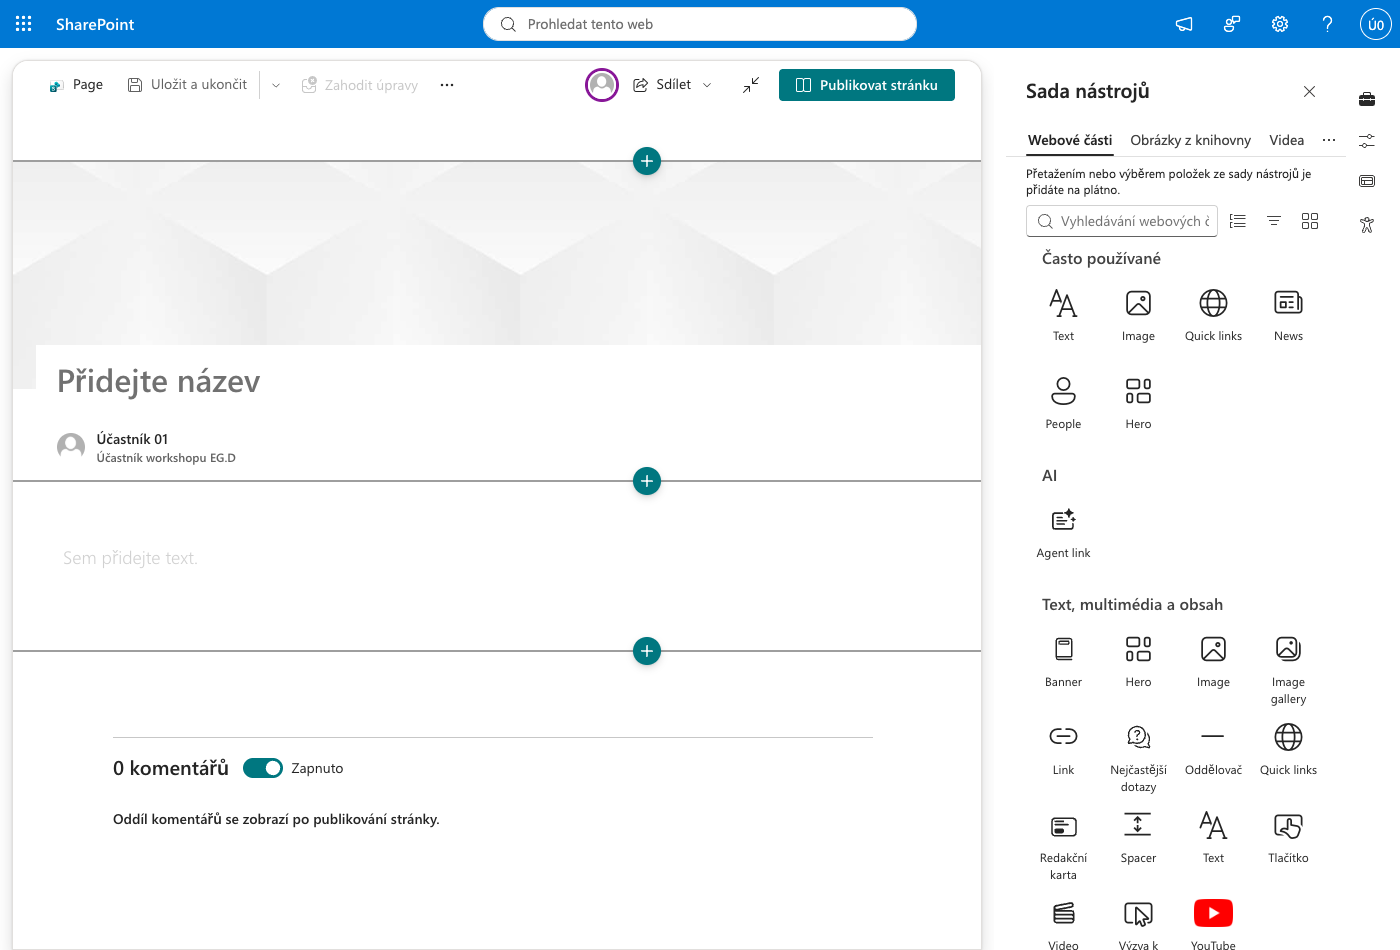 SharePoint
Prohledat tento web
Ú0
Page
Uložit a ukončit
Zahodit úpravy
Sdílet
Publikovat stránku
Přidejte název
Účastník 01
Účastník workshopu EG.D
Sem přidejte text.
0 komentářů
Zapnuto
Oddíl komentářů se zobrazí po publikování stránky.
Sada nástrojů
Webové části
Obrázky z knihovny
Videa
Přetažením nebo výběrem položek ze sady nástrojů je
přidáte na plátno.
Vyhledávání webových č
Často používané
Text
Image
Quick links
News
People
Hero
AI
Agent link
Text, multimédia a obsah
Banner
Hero
Image
Image
gallery
Link
Nejčastější
dotazy
Oddělovač
Quick links
Redakční
karta
Spacer
Text
Tlačítko
Video
Výzva k
YouTube